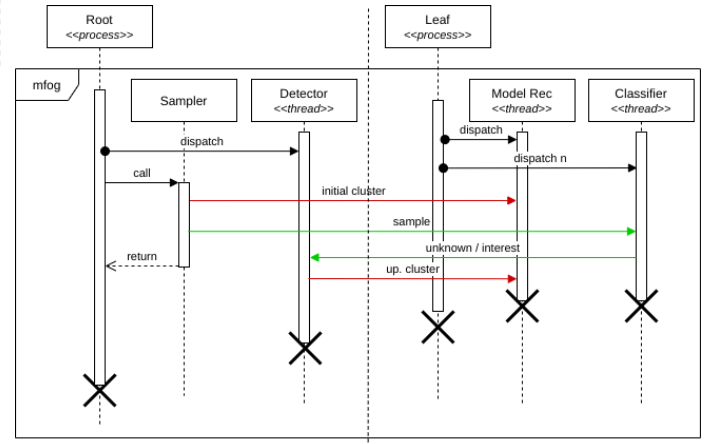 Root
<<process>>
Leaf
<<process>>
mfog
Sampler
Detector
<<thread>>
Model Rec
<<thread>>
Classifier
<<thread>>
dispatch
dispatch
dispatch n
call
initial cluster
sample
unknown / interest
return
up. cluster